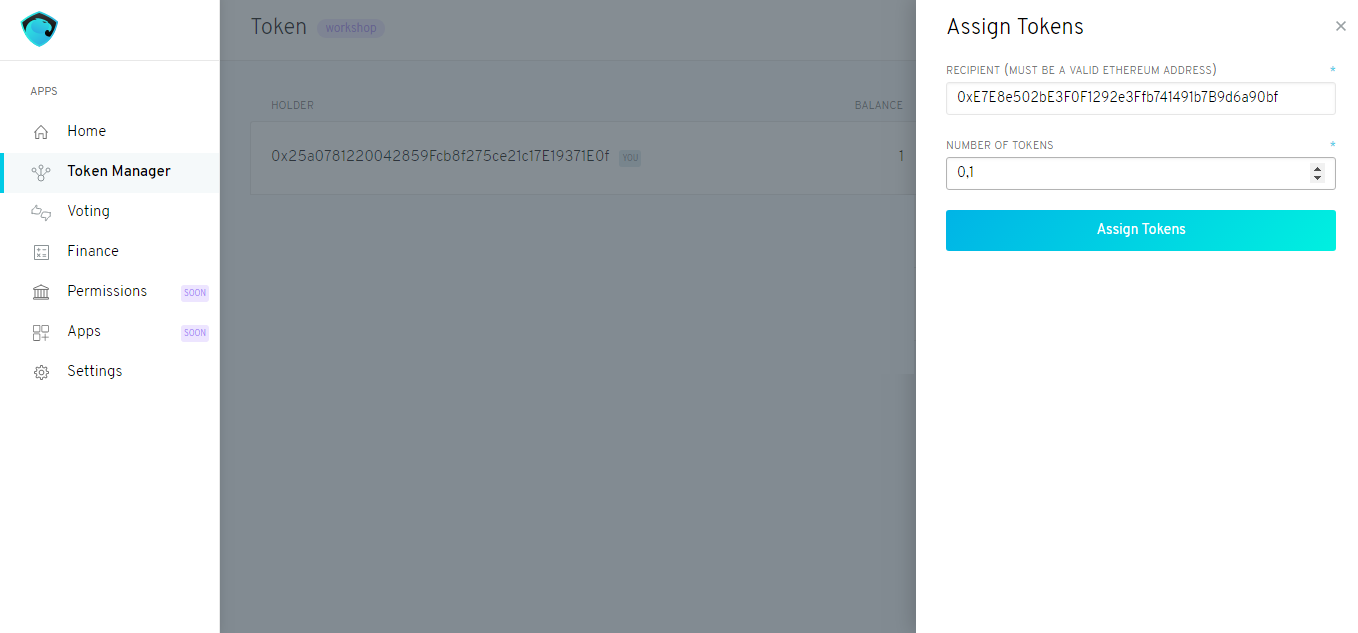 APPS
Home
Token Manager
Voting
Finance
Permissions SOON
Apps SOON
Settings
Token workshop
HOLDER BALANCE
0x25a0781220042859Fcb8f275ce21c17E19371E0f YOU 1
Assign Tokens ×
RECIPIENT (MUST BE A VALID ETHEREUM ADDRESS) *
0xE7E8e502bE3F0F1292e3Ffb741491b7B9d6a90bf
NUMBER OF TOKENS *
0,1
Assign Tokens